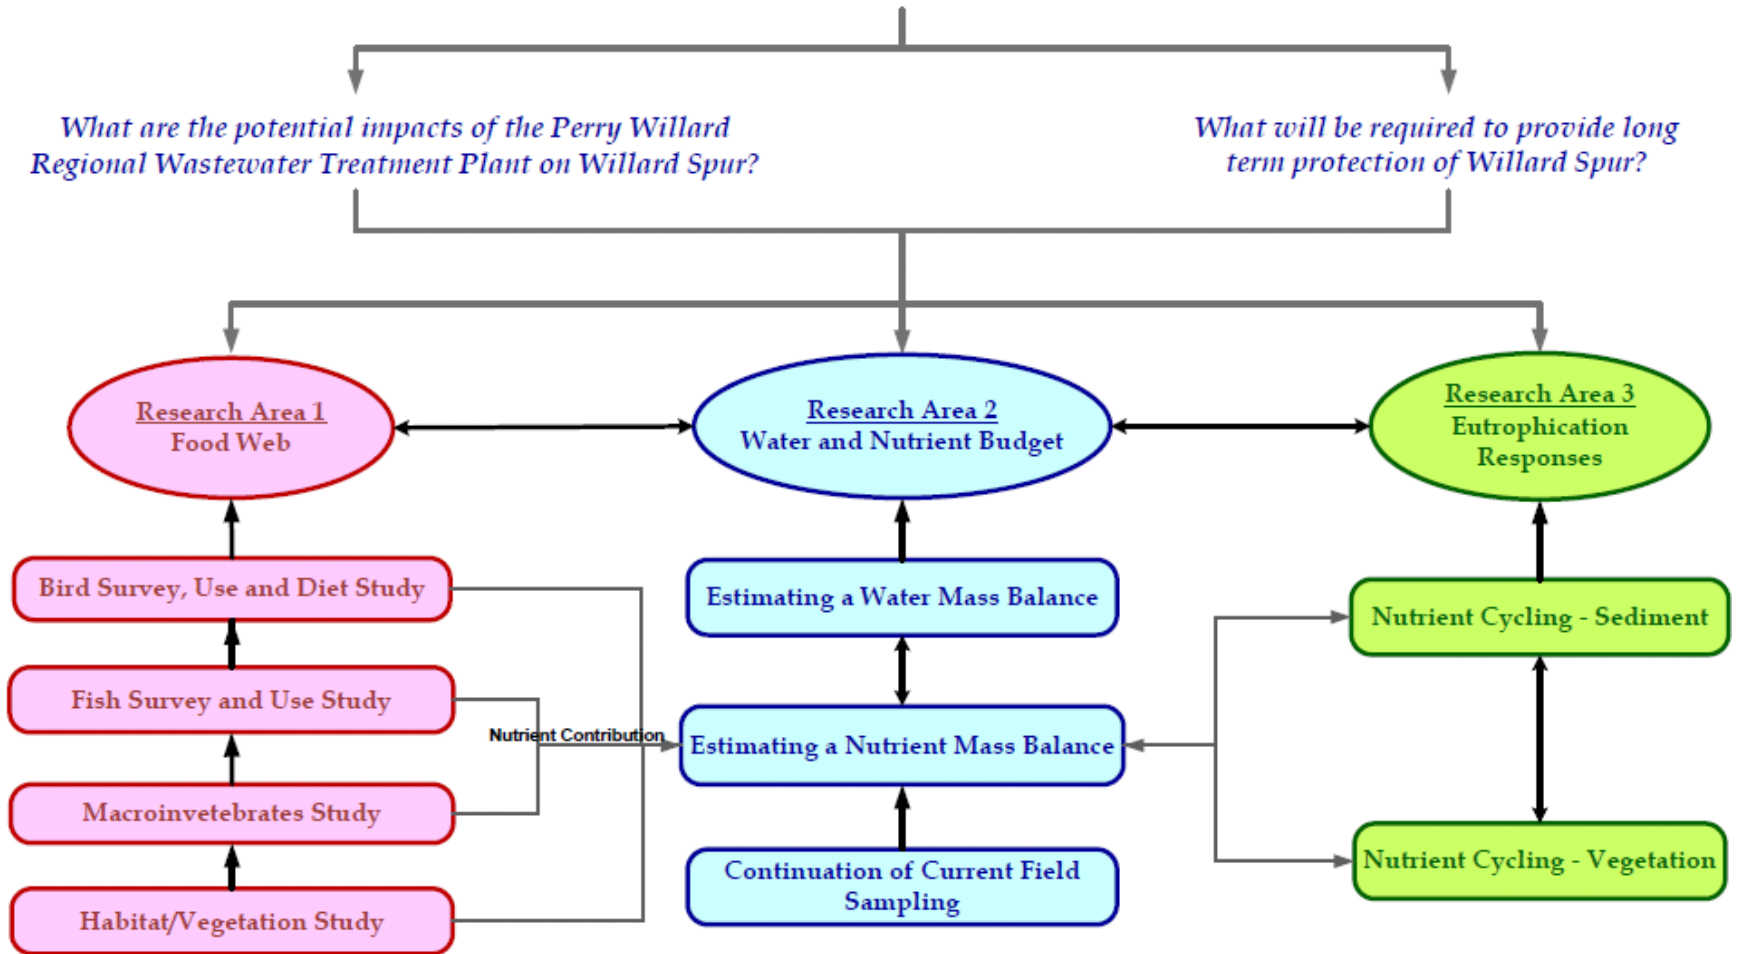 What are the potential impacts of the Perry Willard
Regional Wastewater Treatment Plant on Willard Spur?
What will be required to provide long
term protection of Willard Spur?
Research Area 1
Food Web
Research Area 2
Water and Nutrient Budget
Research Area 3
Eutrophication
Responses
Bird Survey, Use and Diet Study
Fish Survey and Use Study
Macroinvetebrates Study
Habitat/Vegetation Study
Nutrient Contribution
Estimating a Water Mass Balance
Estimating a Nutrient Mass Balance
Continuation of Current Field
Sampling
Nutrient Cycling - Sediment
Nutrient Cycling - Vegetation